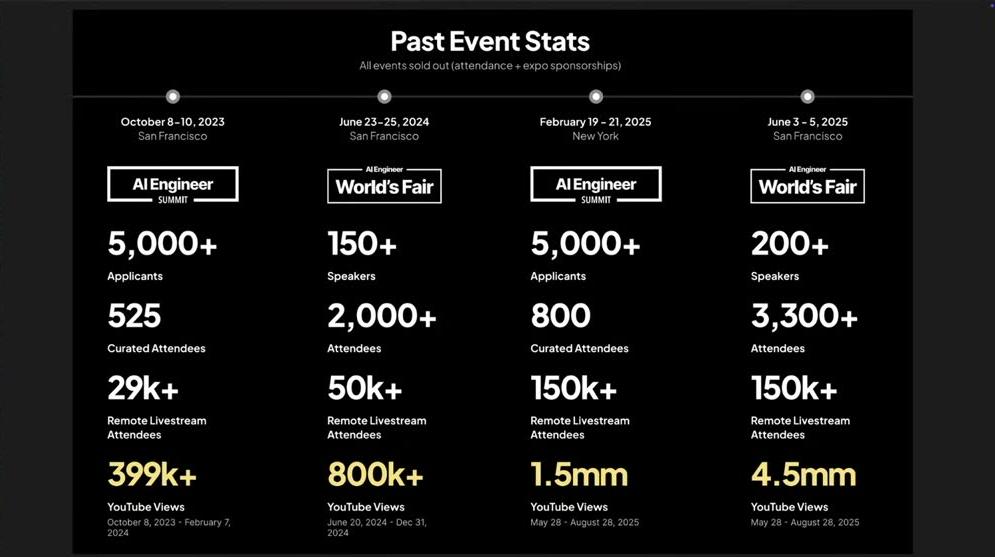 Past Event Stats
All events sold out (attendance + expo sponsorships)
October 8-10, 2023
San Francisco
AI Engineer
SUMMIT
5,000+
Applicants
525
Curated Attendees
29k+
Remote Livestream
Attendees
399k+
YouTube Views
October 8, 2023 - February 7,
2024
June 23-25, 2024
San Francisco
AI Engineer
World's Fair
150+
Speakers
2,000+
Attendees
50k+
Remote Livestream
Attendees
800k+
YouTube Views
June 20, 2024 - Dec 31,
2024
February 19 - 21, 2025
New York
AI Engineer
SUMMIT
5,000+
Applicants
800
Curated Attendees
150k+
Remote Livestream
Attendees
1.5mm
YouTube Views
May 28 - August 28, 2025
June 3 - 5, 2025
San Francisco
AI Engineer
World's Fair
200+
Speakers
3,300+
Attendees
150k+
Remote Livestream
Attendees
4.5mm
YouTube Views
May 28 - August 28, 2025